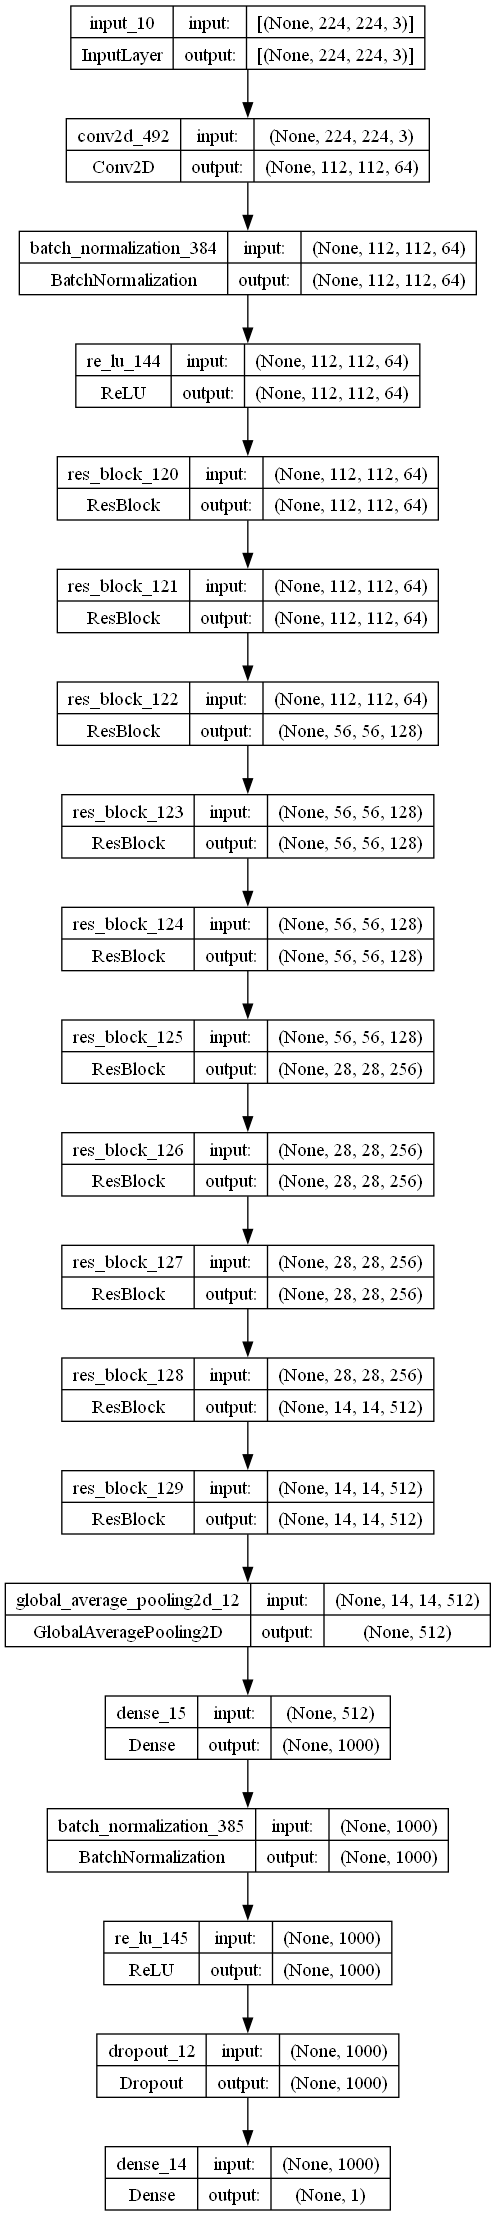 input_10 input: [(None, 224, 224, 3)]
InputLayer output: [(None, 224, 224, 3)]
conv2d_492 input: (None, 224, 224, 3)
Conv2D output: (None, 112, 112, 64)
batch_normalization_384 input: (None, 112, 112, 64)
BatchNormalization output: (None, 112, 112, 64)
re_lu_144 input: (None, 112, 112, 64)
ReLU output: (None, 112, 112, 64)
res_block_120 input: (None, 112, 112, 64)
ResBlock output: (None, 112, 112, 64)
res_block_121 input: (None, 112, 112, 64)
ResBlock output: (None, 112, 112, 64)
res_block_122 input: (None, 112, 112, 64)
ResBlock output: (None, 56, 56, 128)
res_block_123 input: (None, 56, 56, 128)
ResBlock output: (None, 56, 56, 128)
res_block_124 input: (None, 56, 56, 128)
ResBlock output: (None, 56, 56, 128)
res_block_125 input: (None, 56, 56, 128)
ResBlock output: (None, 28, 28, 256)
res_block_126 input: (None, 28, 28, 256)
ResBlock output: (None, 28, 28, 256)
res_block_127 input: (None, 28, 28, 256)
ResBlock output: (None, 28, 28, 256)
res_block_128 input: (None, 28, 28, 256)
ResBlock output: (None, 14, 14, 512)
res_block_129 input: (None, 14, 14, 512)
ResBlock output: (None, 14, 14, 512)
global_average_pooling2d_12 input: (None, 14, 14, 512)
GlobalAveragePooling2D output: (None, 512)
dense_15 input: (None, 512)
Dense output: (None, 1000)
batch_normalization_385 input: (None, 1000)
BatchNormalization output: (None, 1000)
re_lu_145 input: (None, 1000)
ReLU output: (None, 1000)
dropout_12 input: (None, 1000)
Dropout output: (None, 1000)
dense_14 input: (None, 1000)
Dense output: (None, 1)